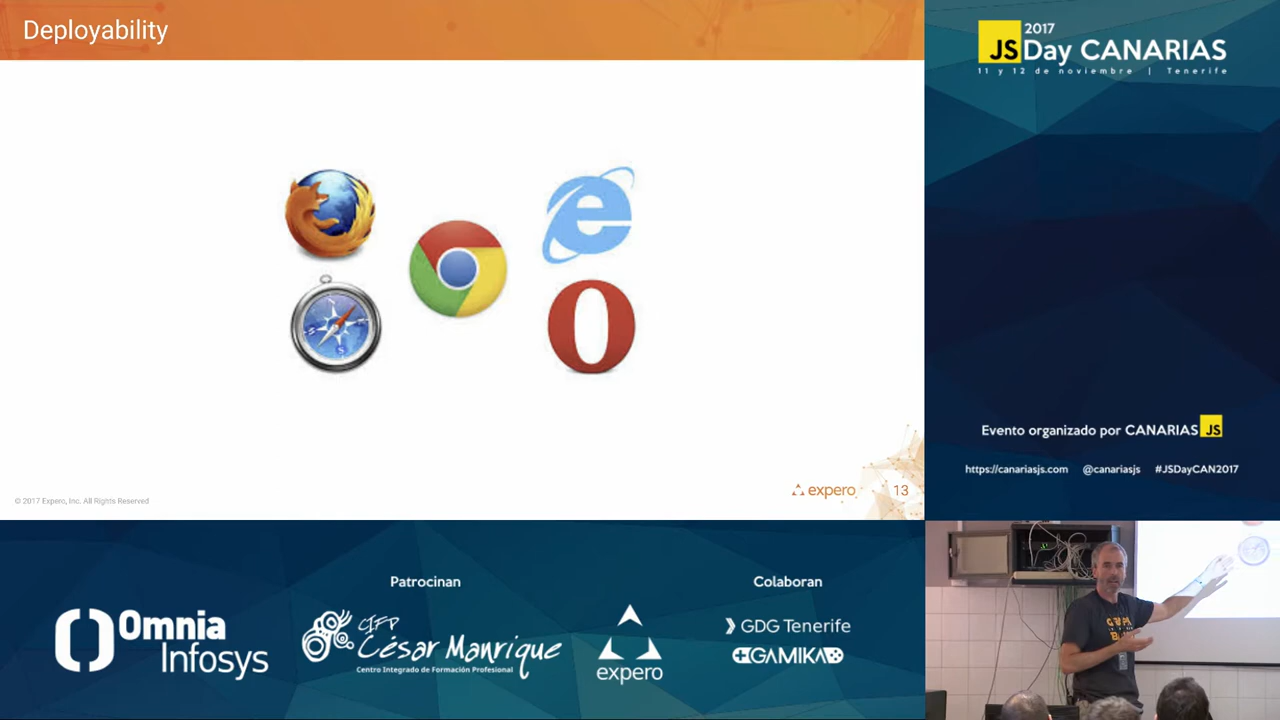 Deployability
© 2017 Expero, Inc. All Rights Reserved
expero
13
2017
JSDay CANARIAS
11 y 12 de noviembre | Tenerife
Evento organizado por CANARIAS JS
https://canariasjs.com @canariasjs #JSDayCAN2017
Patrocinan
Omnia
Infosys
CIFP
César Manrique
Centro Integrado de Formación Profesional
expero
Colaboran
GDG Tenerife
GAMIKA